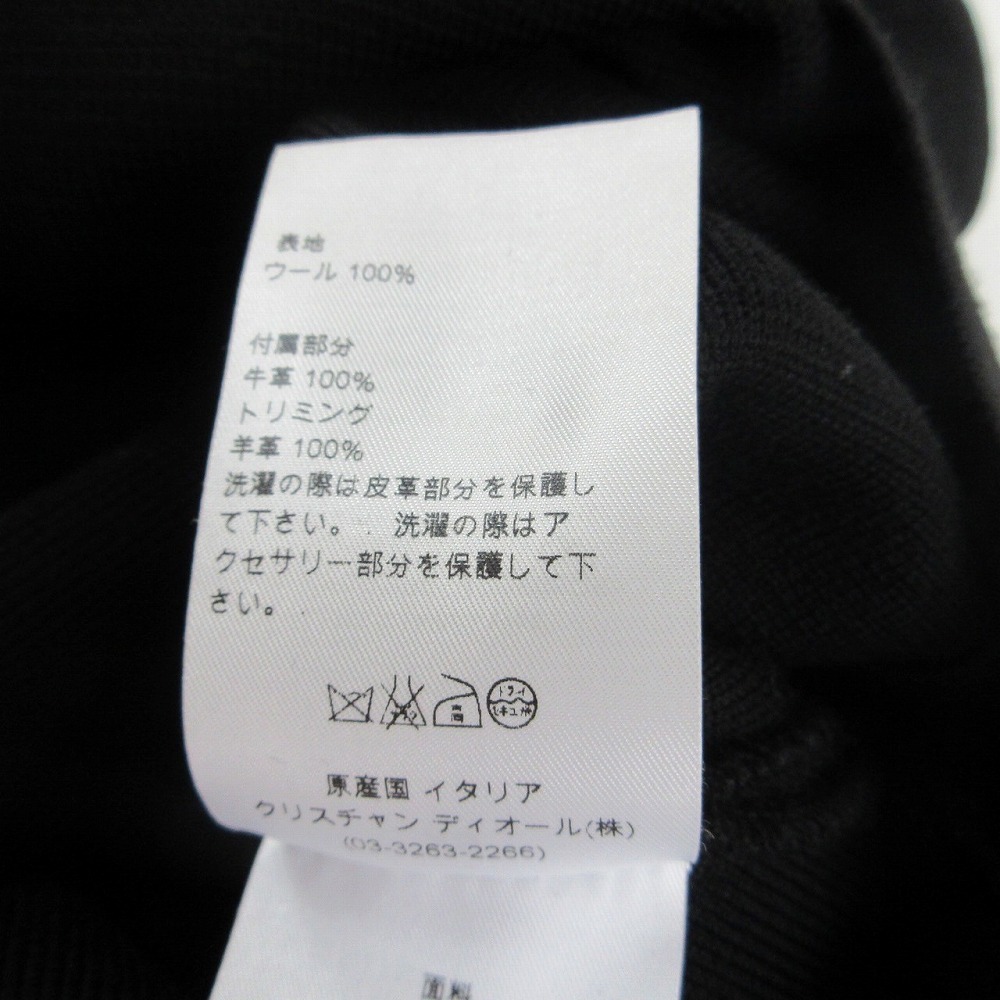 表地
ウール 100%
付属部分
牛革 100%
トリミング
羊革 100%
洗濯の際は皮革部分を保護し
て下さい。. 洗濯の際はア
クセサリー部分を保護して下
さい。.
高
原産国 イタリア
クリスチャン ディオール(株)
(03-3263-2266)
面料